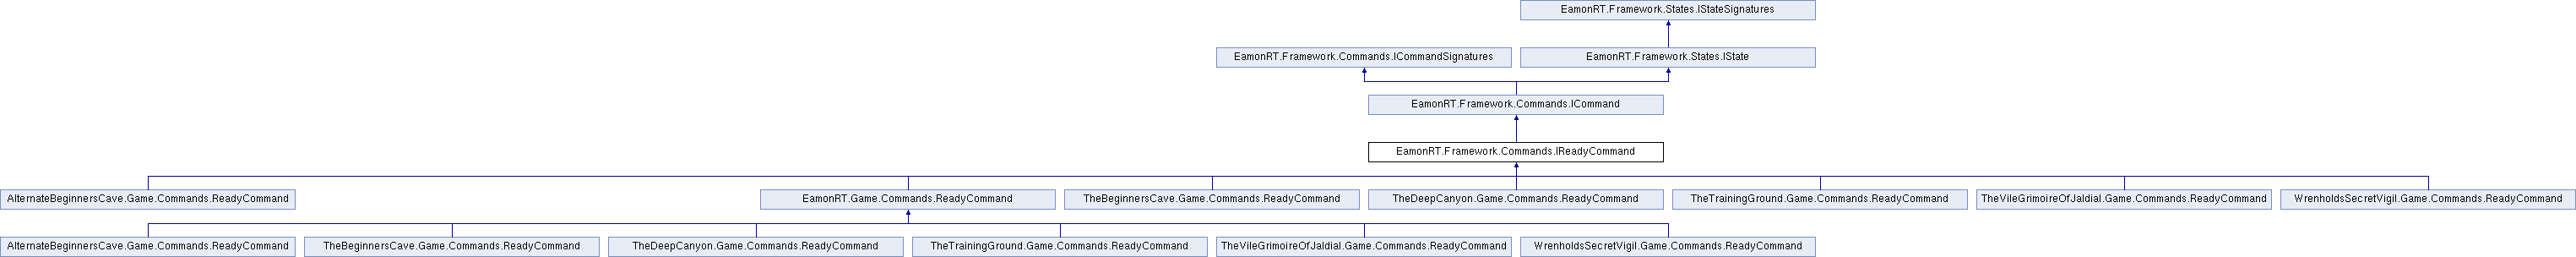 EamonRT.Framework.States.IStateSignatures
EamonRT.Framework.Commands.ICommandSignatures
EamonRT.Framework.States.IState
EamonRT.Framework.Commands.ICommand
EamonRT.Framework.Commands.IReadyCommand
AlternateBeginnersCave.Game.Commands.ReadyCommand
EamonRT.Game.Commands.ReadyCommand
TheBeginnersCave.Game.Commands.ReadyCommand
TheDeepCanyon.Game.Commands.ReadyCommand
TheTrainingGround.Game.Commands.ReadyCommand
TheVileGrimoireOfJaldial.Game.Commands.ReadyCommand
WrenholdsSecretVigil.Game.Commands.ReadyCommand
AlternateBeginnersCave.Game.Commands.ReadyCommand
TheBeginnersCave.Game.Commands.ReadyCommand
TheDeepCanyon.Game.Commands.ReadyCommand
TheTrainingGround.Game.Commands.ReadyCommand
TheVileGrimoireOfJaldial.Game.Commands.ReadyCommand
WrenholdsSecretVigil.Game.Commands.ReadyCommand